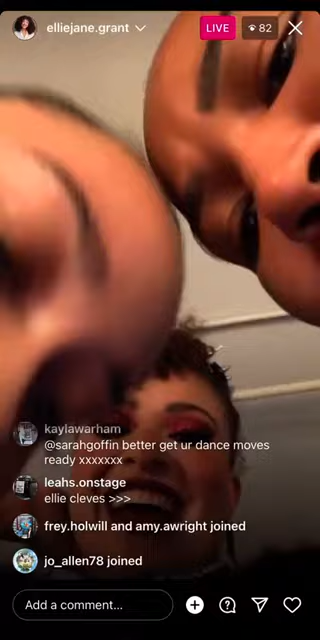 elliejane.grant
LIVE
82
kaylawarham
@sarahgoffin better get ur dance moves
ready xxxxxxx
leahs.onstage
ellie cleves >>>
frey.holwill and amy.awright joined
jo_allen78 joined
Add a comment...